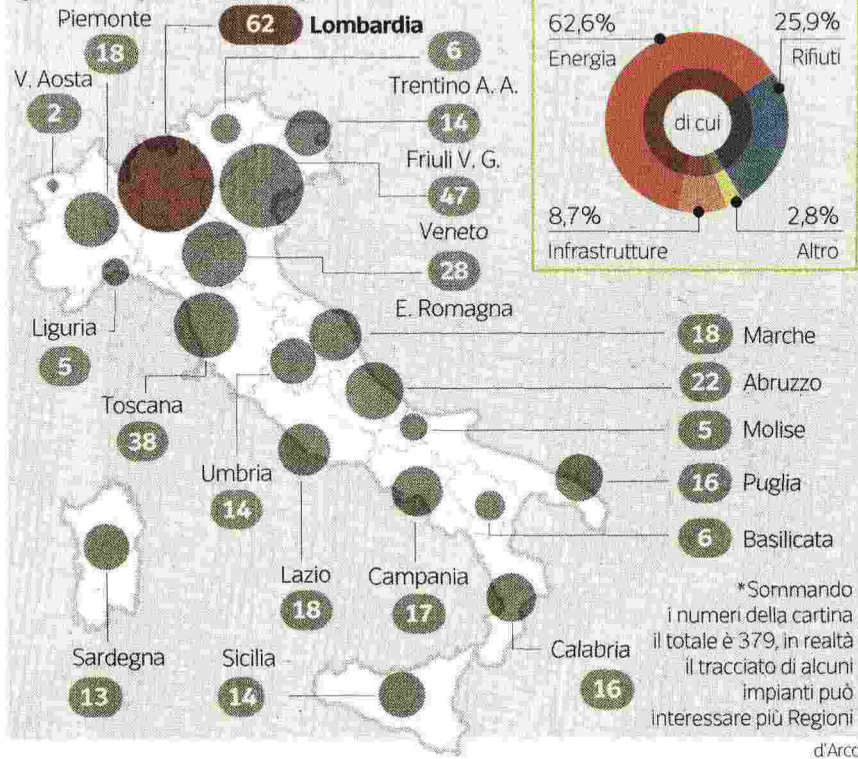 Piemonte
18
62 Lombardia
V. Aosta
2
6
Trentino A. A.
14
Friuli V. G.
47
Veneto
28
E. Romagna
Liguria
5
Toscana
38
Umbria
14
Lazio
18
Campania
17
18 Marche
22 Abruzzo
5 Molise
16 Puglia
6 Basilicata
Calabria
16
Sardegna
13
Sicilia
14
62,6%
Energia
25,9%
Rifiuti
di cui
8,7%
Infrastrutture
2,8%
Altro
*Sommando
i numeri della cartina
il totale è 379, in realtà
il tracciato di alcuni
impianti può
interessare più Regioni
d'Arco